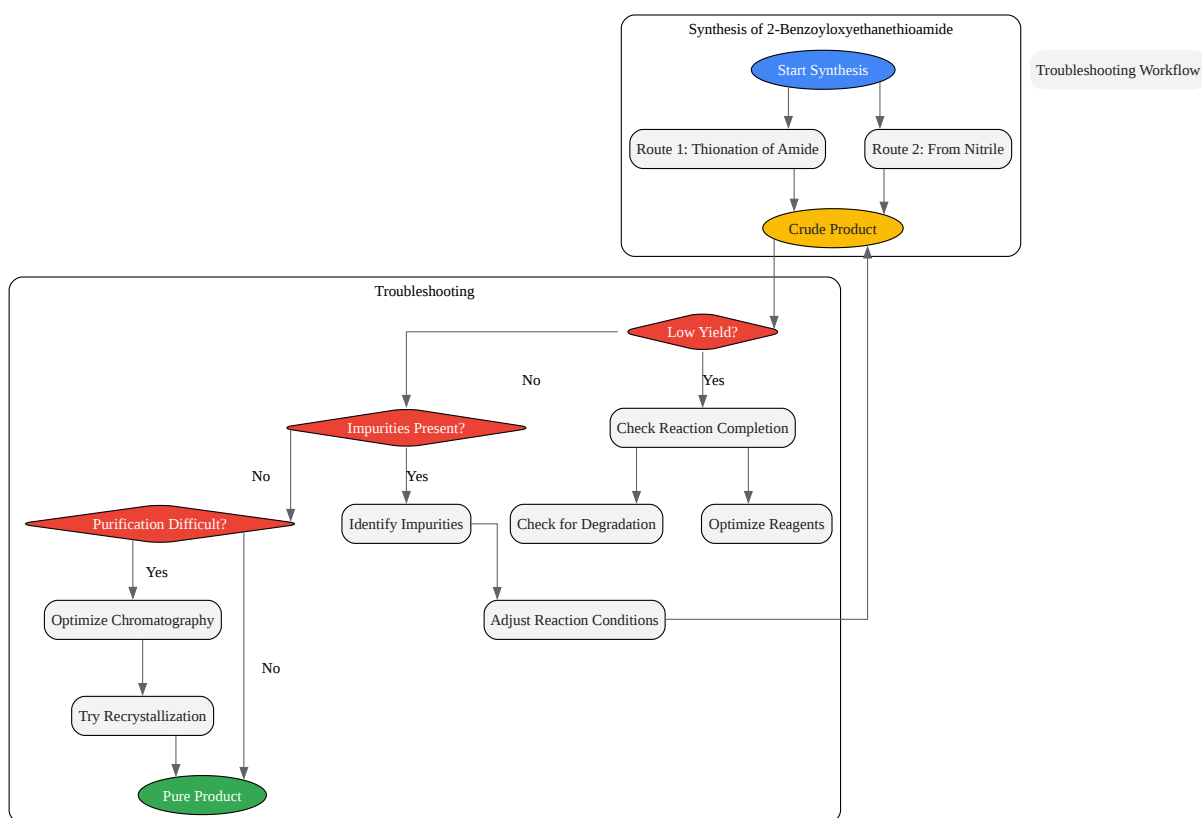 Synthesis of 2-Benzoyloxyethanethioamide
Start Synthesis
Troubleshooting Workflow
Route 1: Thionation of Amide
Route 2: From Nitrile
Crude Product
Troubleshooting
Low Yield?
No
Yes
Impurities Present?
Check Reaction Completion
No
Yes
Purification Difficult?
Identify Impurities
Check for Degradation
Optimize Reagents
Yes
Optimize Chromatography
Adjust Reaction Conditions
No
Try Recrystallization
Pure Product